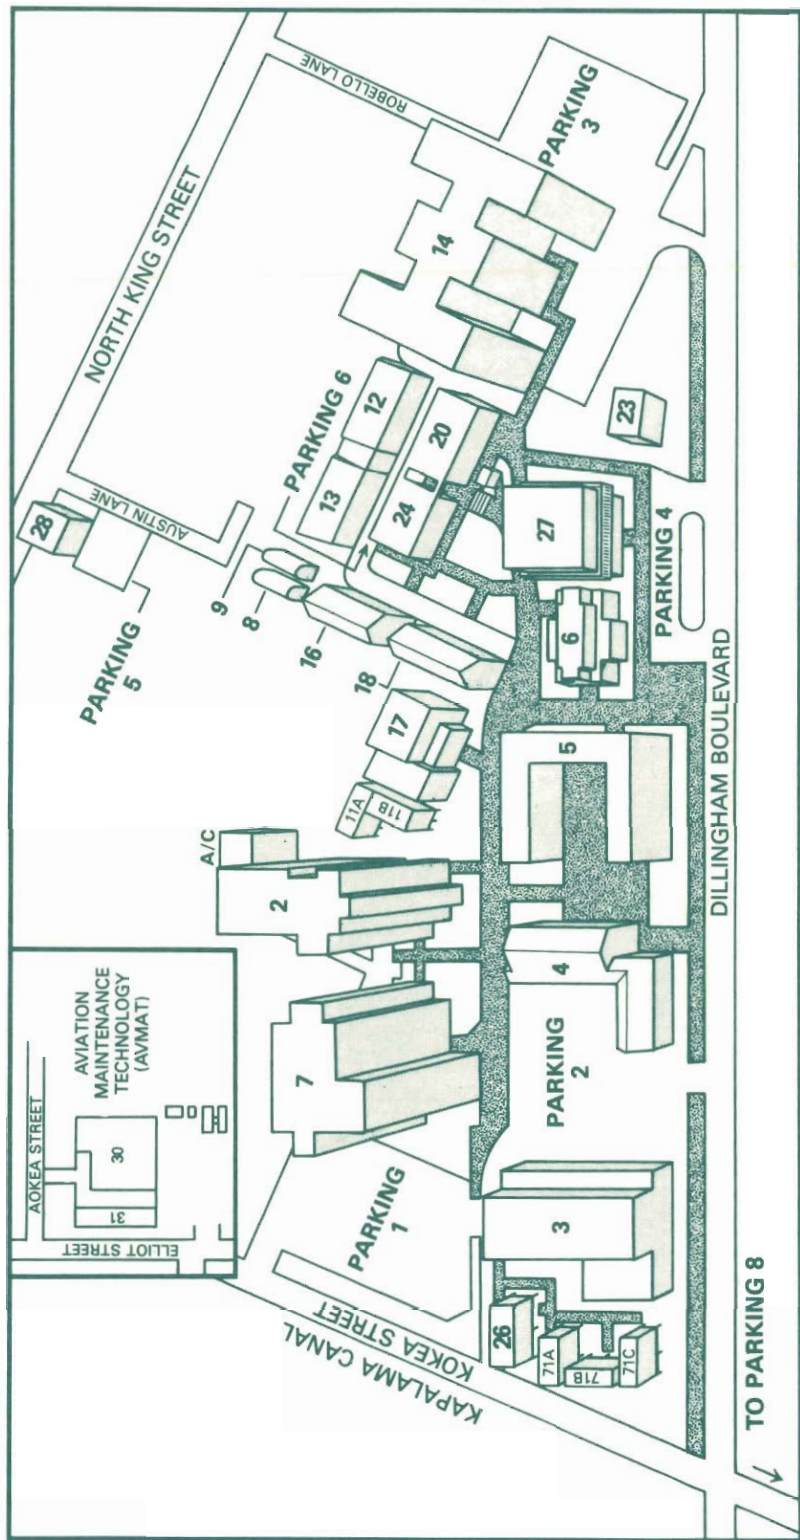 AOKEA STREET
ELLIOT STREET
AVIATION
MAINTENANCE
TECHNOLOGY
(AVMAT)
30
31
NORTH KING STREET
ROBELLO LANE
AUSTIN LANE
28
PARKING
5
9
8
16
18
PARKING 6
12
13
20
24
14
PARKING
3
23
27
6
PARKING 4
17
11A
11B
A/C
2
7
5
4
PARKING
2
PARKING
1
3
26
71A
71B
71C
KOKEA STREET
KAPALAMA CANAL
DILLINGHAM BOULEVARD
TO PARKING 8